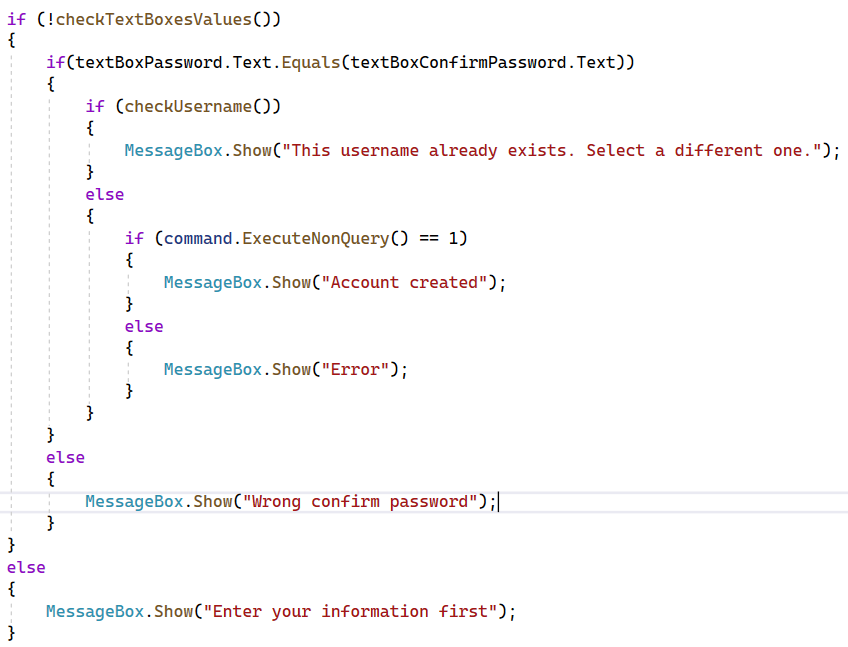 if (!checkTextBoxesValues())
{
    if(textBoxPassword.Text.Equals(textBoxConfirmPassword.Text))
    {
        if (checkUsername())
        {
            MessageBox.Show("This username already exists. Select a different one.");
        }
        else
        {
            if (command.ExecuteNonQuery() == 1)
            {
                MessageBox.Show("Account created");
            }
            else
            {
                MessageBox.Show("Error");
            }
        }
    }
    else
    {
        MessageBox.Show("Wrong confirm password");
    }
}
else
{
    MessageBox.Show("Enter your information first");
}